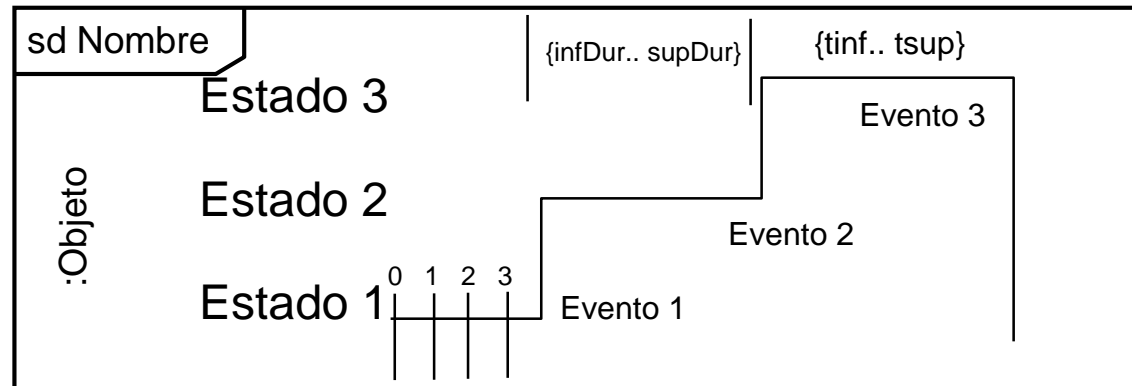 sd Nombre
{infDur.. supDur}
{tinf.. tsup}
Estado 3
Evento 3
:Objeto
Estado 2
Evento 2
0 1 2 3
Estado 1
Evento 1